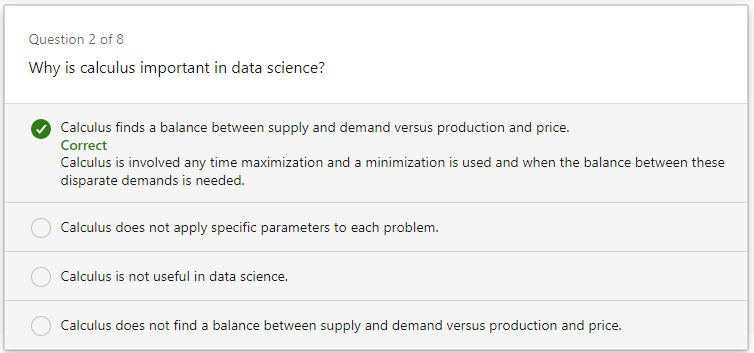 Question 2 of 8
Why is calculus important in data science?
Calculus finds a balance between supply and demand versus production and price.
Correct
Calculus is involved any time maximization and a minimization is used and when the balance between these
disparate demands is needed.
Calculus does not apply specific parameters to each problem.
Calculus is not useful in data science.
Calculus does not find a balance between supply and demand versus production and price.